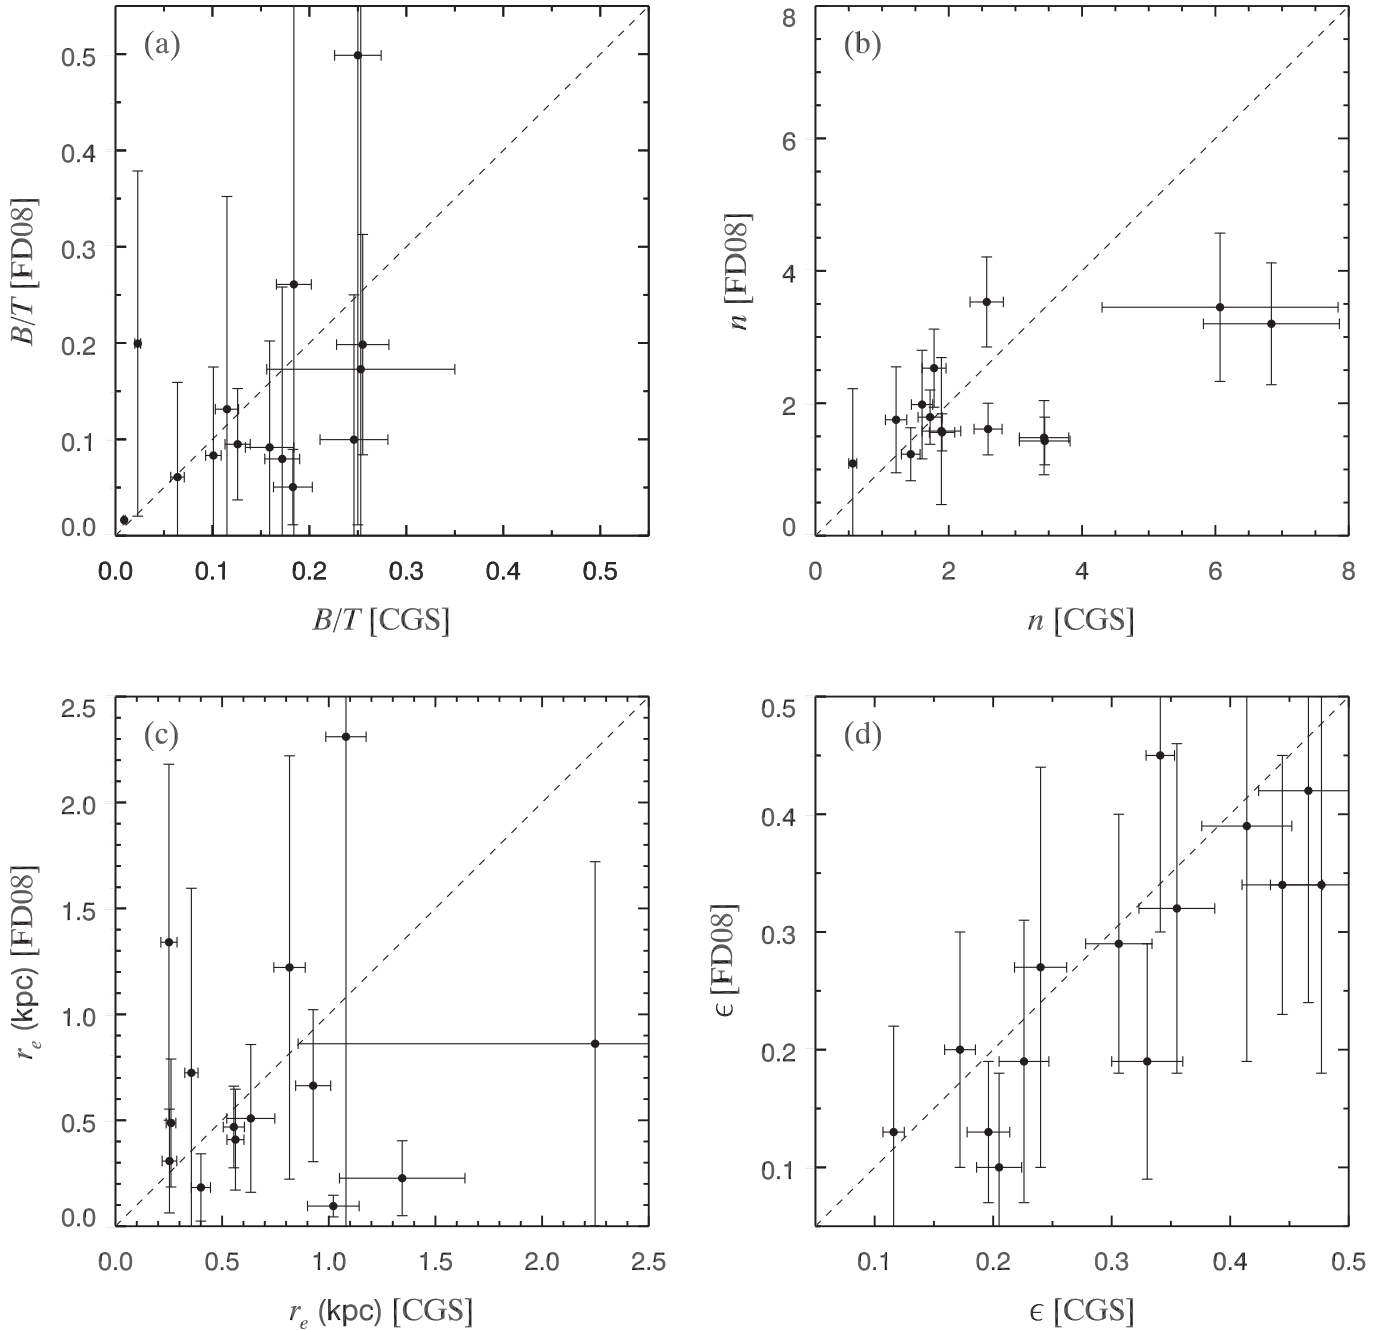 (a)
0.5
0.4
0.3
0.2
0.1
0.0
B/T [FD08]
0.0 0.1 0.2 0.3 0.4 0.5
B/T [CGS]
(b)
8
6
4
2
0
n [FD08]
0 2 4 6 8
n [CGS]
(c)
2.5
2.0
1.5
1.0
0.5
0.0
r_e (kpc) [FD08]
0.0 0.5 1.0 1.5 2.0 2.5
r_e (kpc) [CGS]
(d)
0.5
0.4
0.3
0.2
0.1
ϵ [FD08]
0.1 0.2 0.3 0.4 0.5
ϵ [CGS]